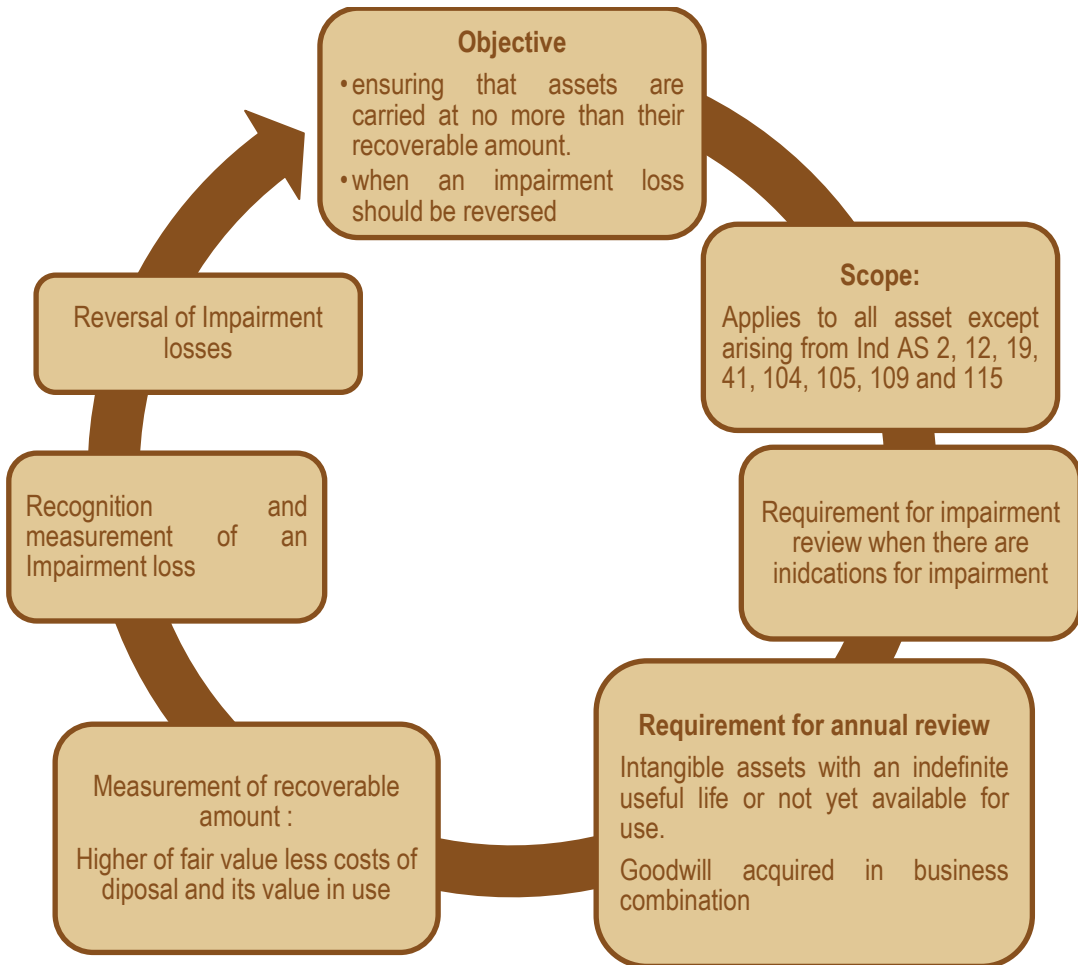 Objective
• ensuring that assets are
carried at no more than their
recoverable amount.
• when an impairment loss
should be reversed
Scope:
Applies to all asset except
arising from Ind AS 2, 12, 19,
41, 104, 105, 109 and 115
Requirement for impairment
review when there are
inidcations for impairment
Requirement for annual review
Intangible assets with an indefinite
useful life or not yet available for
use.
Goodwill acquired in business
combination
Measurement of recoverable
amount :
Higher of fair value less costs of
diposal and its value in use
Recognition and
measurement of an
Impairment loss
Reversal of Impairment
losses